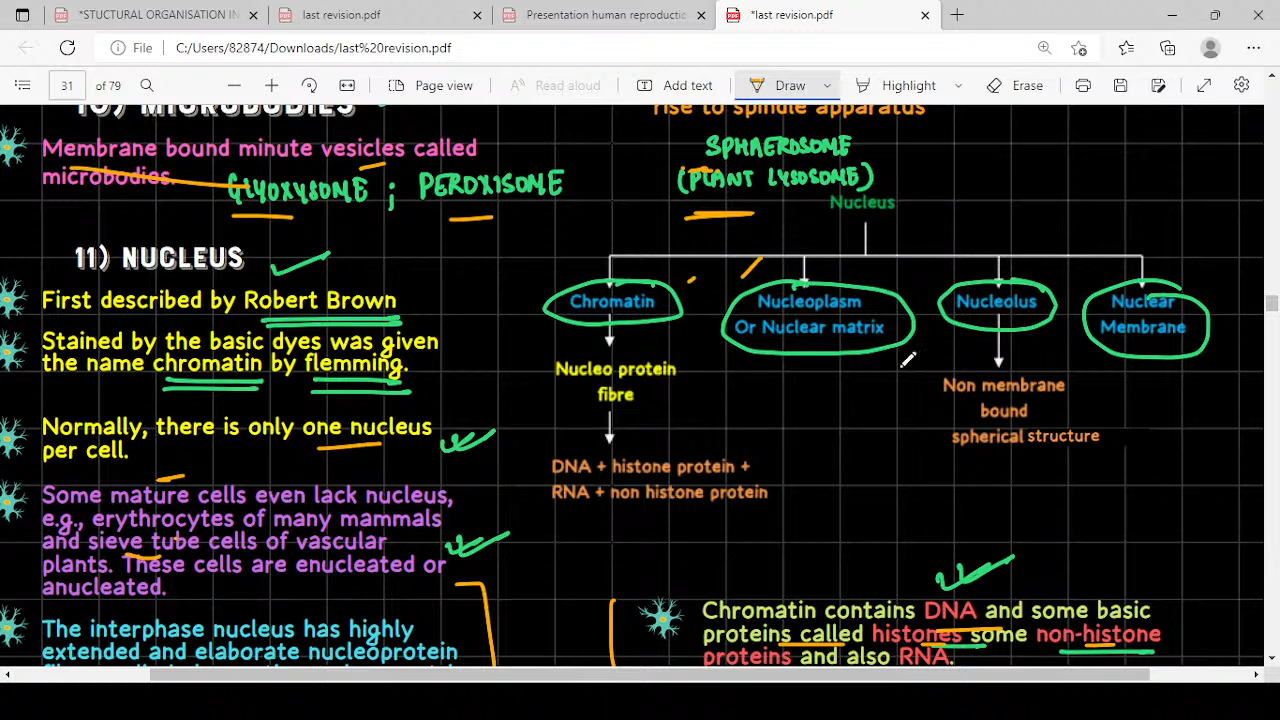 *STUCTURAL ORGANISATION IN
last revision.pdf
Presentation human reproductio
*last revision.pdf
File
C:/Users/82874/Downloads/last%20revision.pdf
31 of 79
Page view
Read aloud
Add text
Draw
Highlight
Erase
10) MICROBODIES
Membrane bound minute vesicles called
microbodies.
GLYOXYSOME ; PEROXISOME
11) NUCLEUS
First described by Robert Brown
Stained by the basic dyes was given
the name chromatin by flemming.
Normally, there is only one nucleus
per cell.
Some mature cells even lack nucleus,
e.g., erythrocytes of many mammals
and sieve tube cells of vascular
plants. These cells are enucleated or
anucleated.
The interphase nucleus has highly
extended and elaborate nucleoprotein
rise to spindle apparatus
SPHAEROSOME
(PLANT LYSOSOME)
Nucleus
Chromatin
Nucleo protein
fibre
DNA + histone protein +
RNA + non histone protein
Nucleoplasm
Or Nuclear matrix
Nucleolus
Non membrane
bound
spherical structure
Nuclear
Membrane
Chromatin contains DNA and some basic
proteins called histones some non-histone
proteins and also RNA.